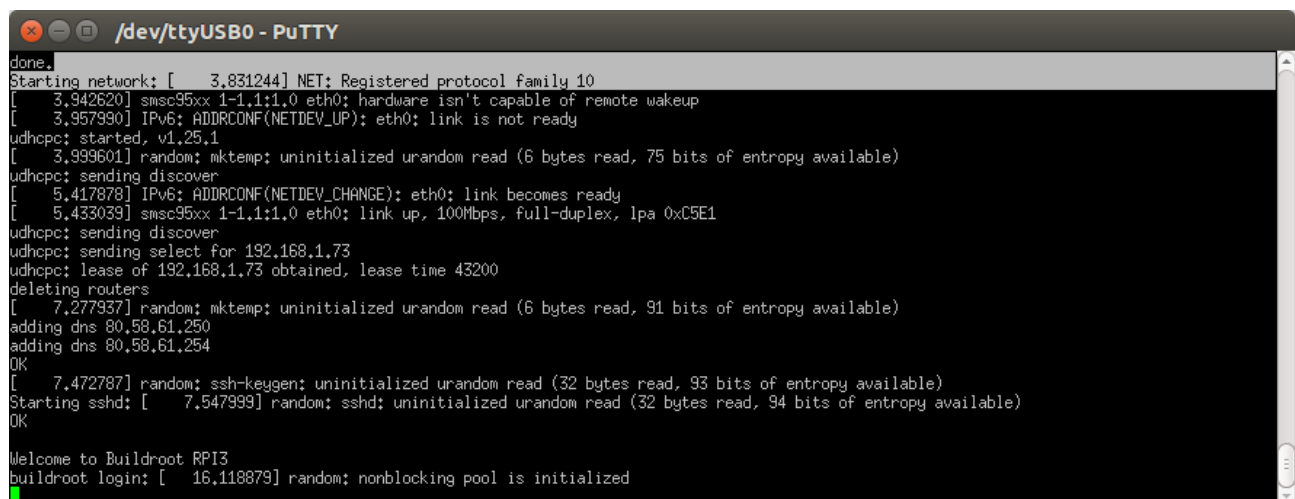 /dev/ttyUSB0 - PuTTY
done.
Starting network: [    3.831244] NET: Registered protocol family 10
[    3.942620] smsc95xx 1-1.1:1.0 eth0: hardware isn't capable of remote wakeup
[    3.957990] IPv6: ADDRCONF(NETDEV_UP): eth0: link is not ready
udhcpc: started, v1.25.1
[    3.999601] random: mktemp: uninitialized urandom read (6 bytes read, 75 bits of entropy available)
udhcpc: sending discover
[    5.417878] IPv6: ADDRCONF(NETDEV_CHANGE): eth0: link becomes ready
[    5.433039] smsc95xx 1-1.1:1.0 eth0: link up, 100Mbps, full-duplex, lpa 0xC5E1
udhcpc: sending discover
udhcpc: sending select for 192.168.1.73
udhcpc: lease of 192.168.1.73 obtained, lease time 43200
deleting routers
[    7.277937] random: mktemp: uninitialized urandom read (6 bytes read, 91 bits of entropy available)
adding dns 80.58.61.250
adding dns 80.58.61.254
OK
[    7.472787] random: ssh-keygen: uninitialized urandom read (32 bytes read, 93 bits of entropy available)
Starting sshd: [    7.547999] random: sshd: uninitialized urandom read (32 bytes read, 94 bits of entropy available)
OK
Welcome to Buildroot RPI3
buildroot login: [   16.118879] random: nonblocking pool is initialized